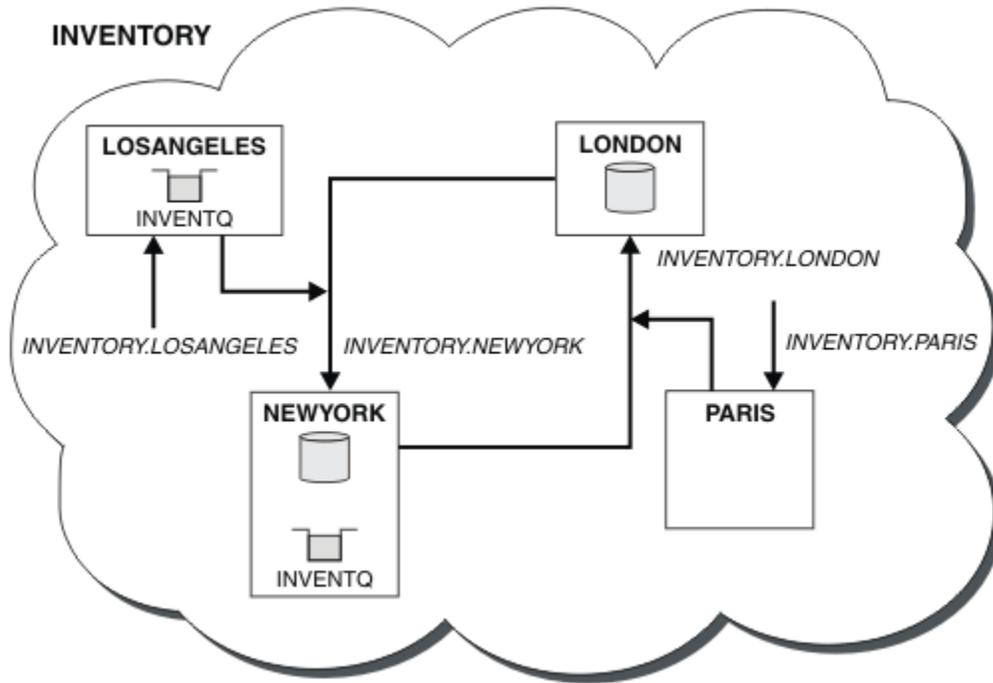 INVENTORY
LOSANGELES
INVENTQ
LONDON
INVENTORY.LONDON
INVENTORY.LOSANGELES
INVENTORY.NEWYORK
INVENTORY.PARIS
NEWYORK
INVENTQ
PARIS